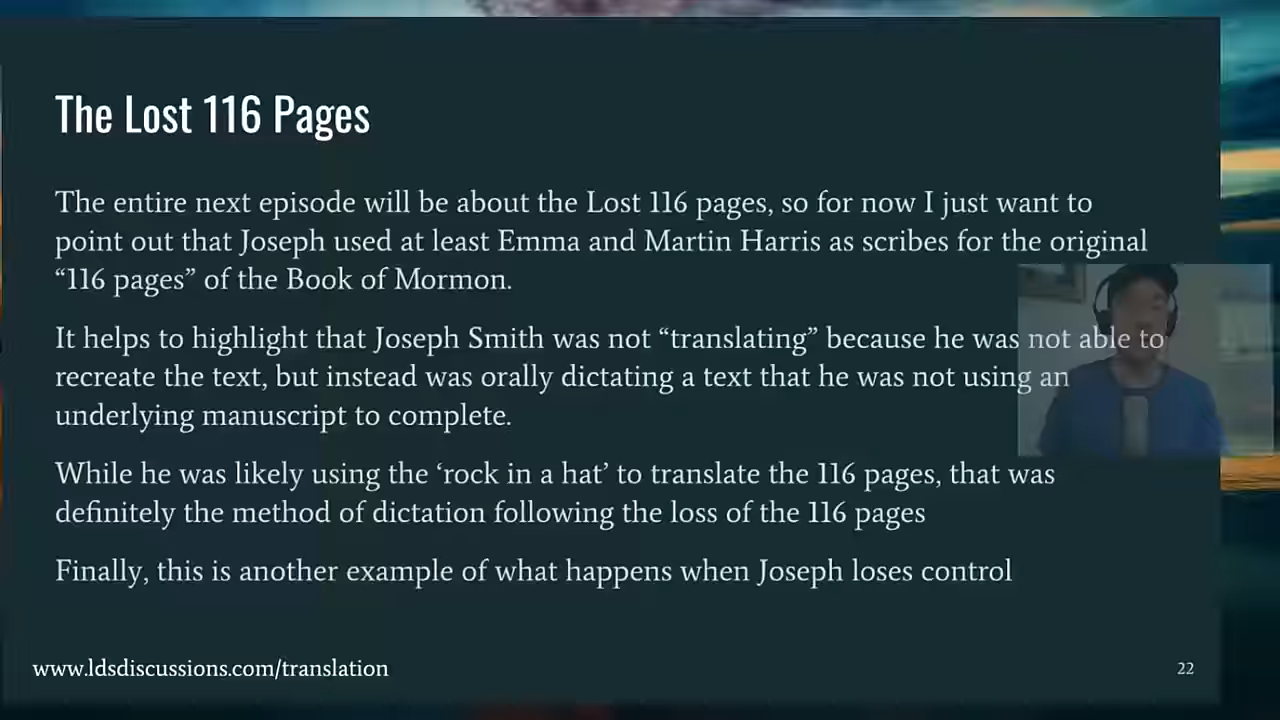 The Lost 116 Pages
The entire next episode will be about the Lost 116 pages, so for now I just want to
point out that Joseph used at least Emma and Martin Harris as scribes for the original
“116 pages” of the Book of Mormon.
It helps to highlight that Joseph Smith was not “translating” because he was not able to
recreate the text, but instead was orally dictating a text that he was not using an
underlying manuscript to complete.
While he was likely using the ‘rock in a hat’ to translate the 116 pages, that was
definitely the method of dictation following the loss of the 116 pages
Finally, this is another example of what happens when Joseph loses control
www.ldsdiscussions.com/translation
22